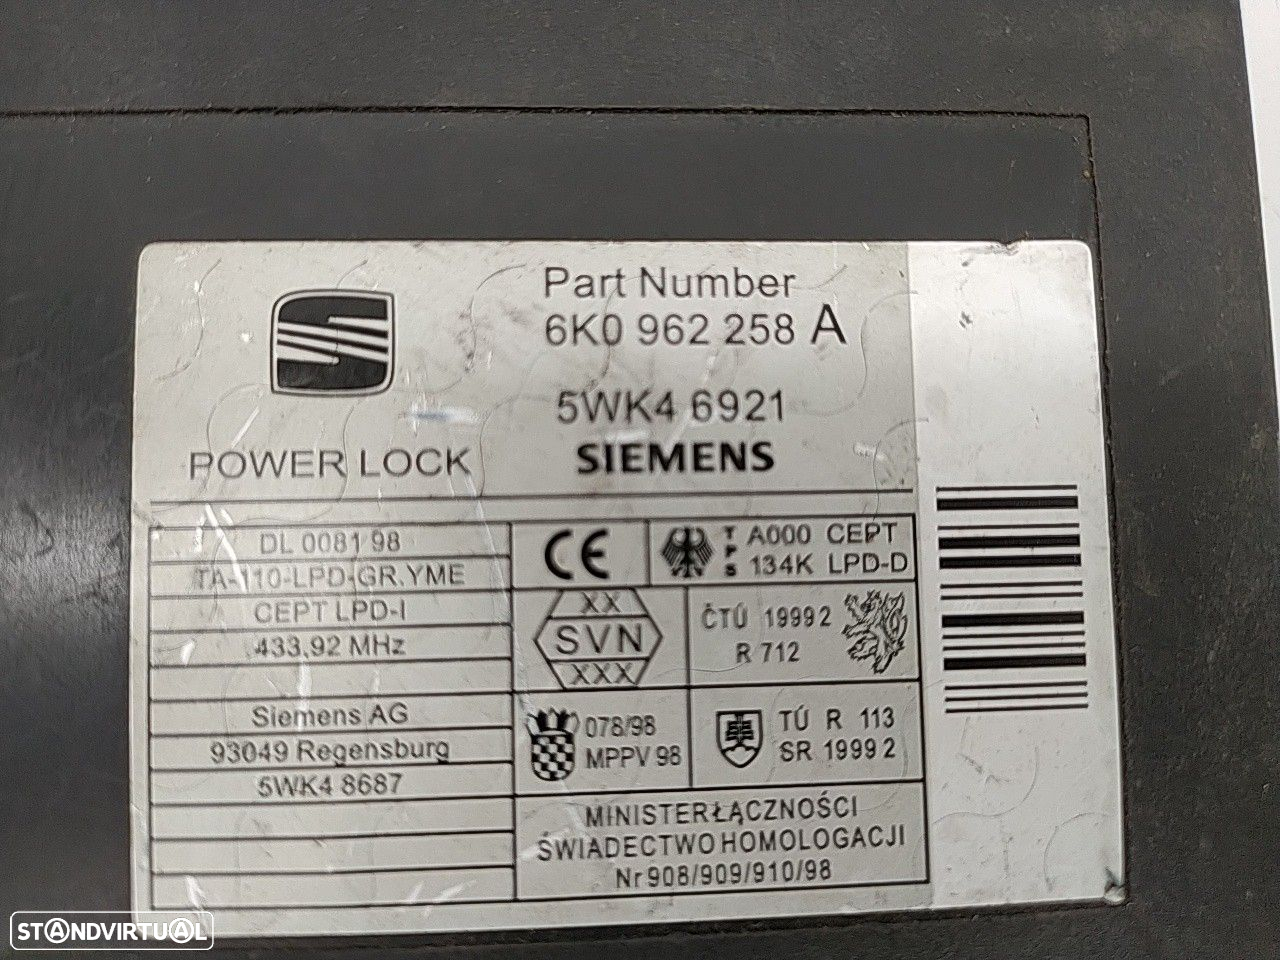 Part Number
6K0 962 258 A
5WK4 6921
SIEMENS
POWER LOCK
DL 0081 98
TA-110-LPD-GR.YME
CEPT LPD-I
433,92 MHz
Siemens AG
93049 Regensburg
5WK4 8687
CE
TPS
A000 CEPT
134K LPD-D
XX
SVN
XXX
ČTÚ 1999 2
R 712
078/98
MPPV 98
TÚ R 113
SR 1999 2
MINISTERŁĄCZNOŚCI
ŚWIADECTWO HOMOLOGACJI
Nr 908/909/910/98
STANDVIRTUAL